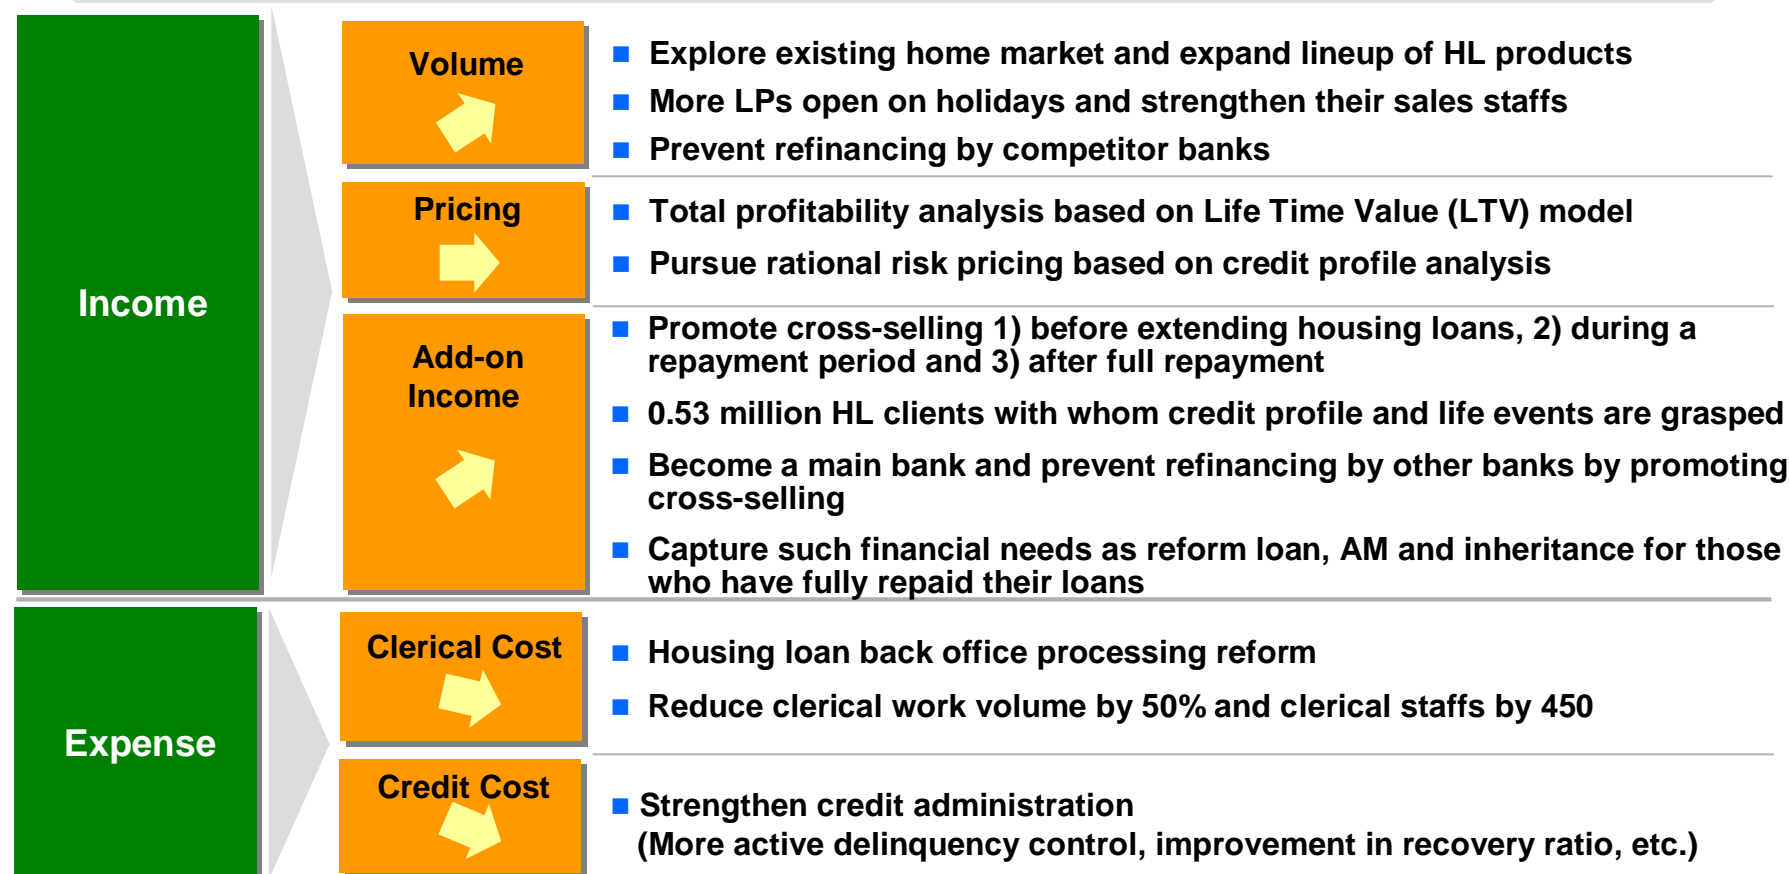 Income
Volume
Explore existing home market and expand lineup of HL products
More LPs open on holidays and strengthen their sales staffs
Prevent refinancing by competitor banks
Pricing
Total profitability analysis based on Life Time Value (LTV) model
Pursue rational risk pricing based on credit profile analysis
Add-on
Income
Promote cross-selling 1) before extending housing loans, 2) during a
repayment period and 3) after full repayment
0.53 million HL clients with whom credit profile and life events are grasped
Become a main bank and prevent refinancing by other banks by promoting
cross-selling
Capture such financial needs as reform loan, AM and inheritance for those
who have fully repaid their loans
Expense
Clerical Cost
Housing loan back office processing reform
Reduce clerical work volume by 50% and clerical staffs by 450
Credit Cost
Strengthen credit administration
(More active delinquency control, improvement in recovery ratio, etc.)